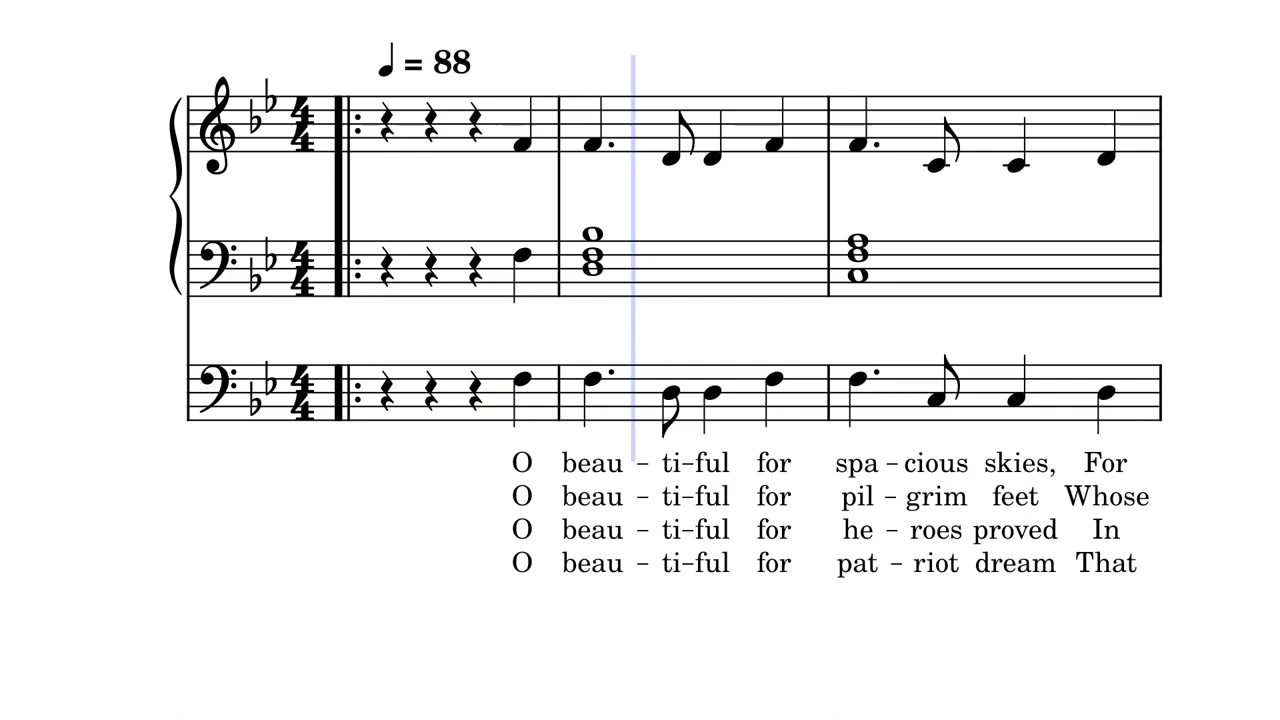 ♩ = 88
O beau – ti – ful for spa – cious skies, For
O beau – ti – ful for pil – grim feet Whose
O beau – ti – ful for he – roes proved In
O beau – ti – ful for pat – riot dream That